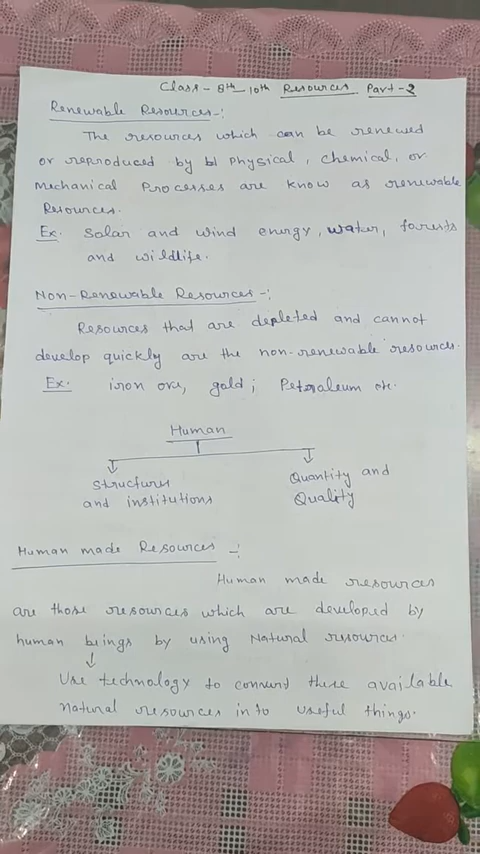 Class - 8th - 10th Resources Part - 2
Renewable Resources -:
The resources which can be renewed
or reproduced by Physical, chemical, or
Mechanical Processes are know as renewable
Resources.
Ex. Solar and wind energy, water, forests
and wildlife.
Non-Renewable Resources -:
Resources that are depleted and cannot
develop quickly are the non-renewable resources.
Ex. iron ore, gold; Petroleum etc.
Human
Structures Quantity and
and institutions Quality
Human made Resources -:
Human made resources
are those resources which are developed by
human beings by using Natural resources.
Use technology to convert these available
natural resources in to useful things.